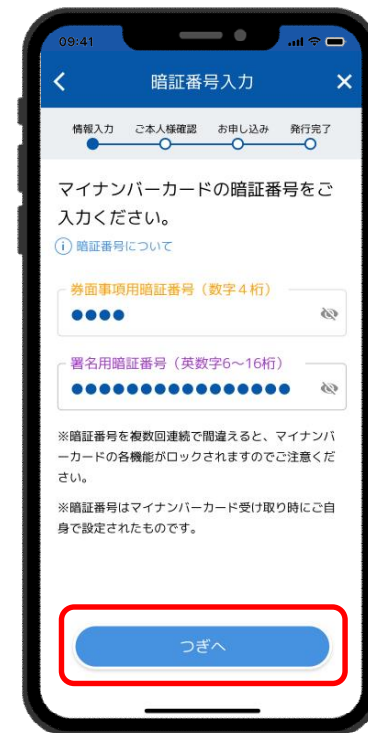 09:41
暗証番号入力
情報入力 ご本人様確認 お申し込み 発行完了
マイナンバーカードの暗証番号をご
入力ください。
暗証番号について
券面事項用暗証番号（数字4桁）
●●●●
署名用暗証番号（英数字6〜16桁）
●●●●●●●●●●●●●●●●
※暗証番号を複数回連続で間違えると、マイナンバ
ーカードの各機能がロックされますのでご注意くだ
さい。
※暗証番号はマイナンバーカード受け取り時にご自
身で設定されたものです。
つぎへ